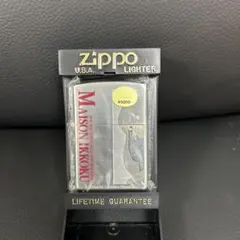 zippo
U.S.A. LIGHTER
MAISON IKKOKU
LIFETIME GUARANTEE